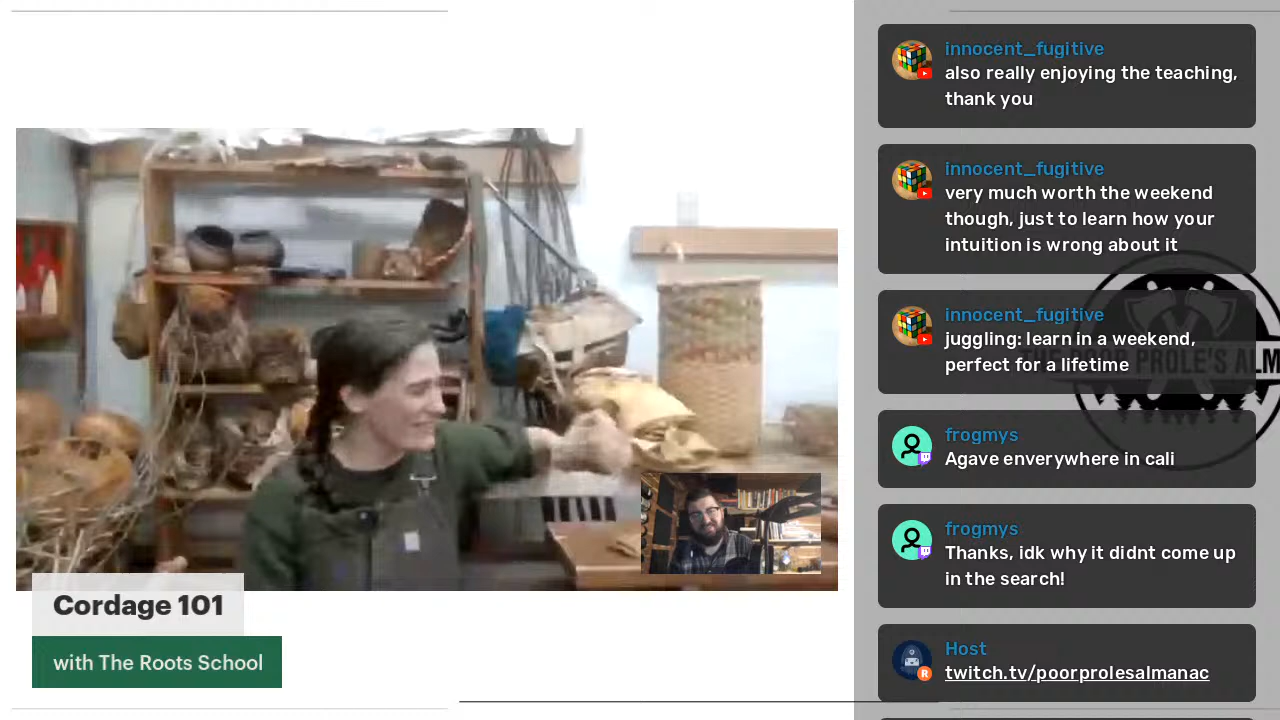 innocent_fugitive
also really enjoying the teaching,
thank you
innocent_fugitive
very much worth the weekend
though, just to learn how your
intuition is wrong about it
innocent_fugitive
juggling: learn in a weekend,
perfect for a lifetime
PROLE'S ALM
frogmys
Agave enverywhere in cali
frogmys
Thanks, idk why it didnt come up
in the search!
Host
twitch.tv/poorprolesalmanac
R
Cordage 101
with The Roots School